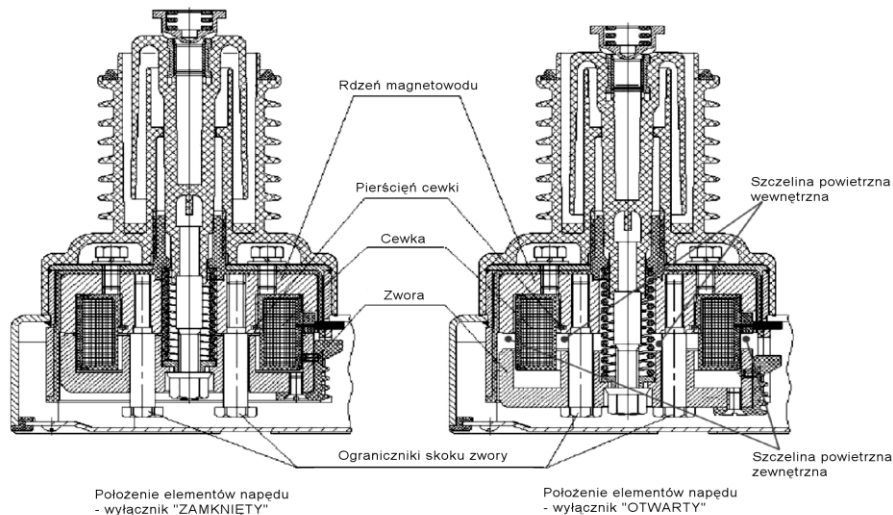 Rdzeń magnetowodu
Pierścień cewki
Cewka
Zwora
Szczelina powietrzna
wewnętrzna
Ograniczniki skoku zwory
Szczelina powietrzna
zewnętrzna
Położenie elementów napędu
- wyłącznik "ZAMKNIĘTY"
Położenie elementów napędu
- wyłącznik "OTWARTY"